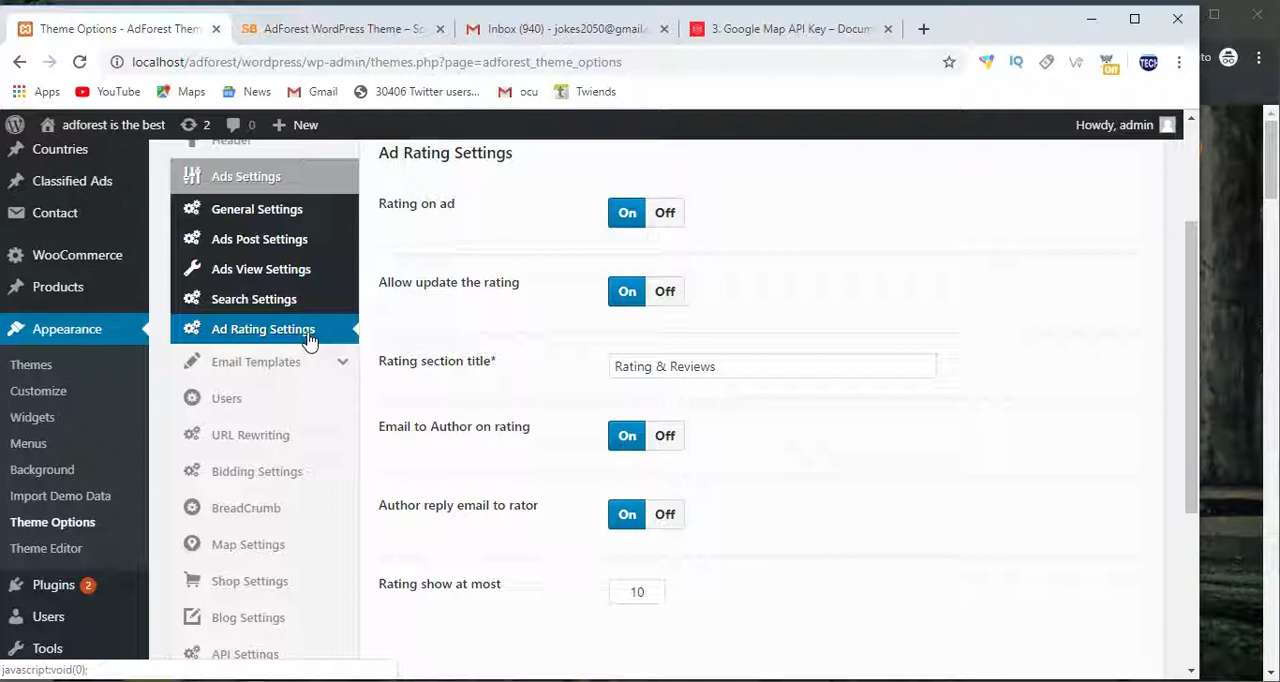 Theme Options - AdForest Them
AdForest WordPress Theme – Sc
Inbox (940) - jokes2050@gmail.
3. Google Map API Key – Docum
localhost/adforest/wordpress/wp-admin/themes.php?page=adforest_theme_options
Apps
YouTube
Maps
News
Gmail
30406 Twitter users...
ocu
Twiends
adforest is the best
2
0
New
Howdy, admin
Countries
Classified Ads
Contact
WooCommerce
Products
Appearance
Themes
Customize
Widgets
Menus
Background
Import Demo Data
Theme Options
Theme Editor
Plugins 2
Users
Tools
javascript:void(0);
Header
Ads Settings
General Settings
Ads Post Settings
Ads View Settings
Search Settings
Ad Rating Settings
Email Templates
Users
URL Rewriting
Bidding Settings
BreadCrumb
Map Settings
Shop Settings
Blog Settings
API Settings
Ad Rating Settings
Rating on ad
On Off
Allow update the rating
On Off
Rating section title*
Rating & Reviews
Email to Author on rating
On Off
Author reply email to rator
On Off
Rating show at most
10